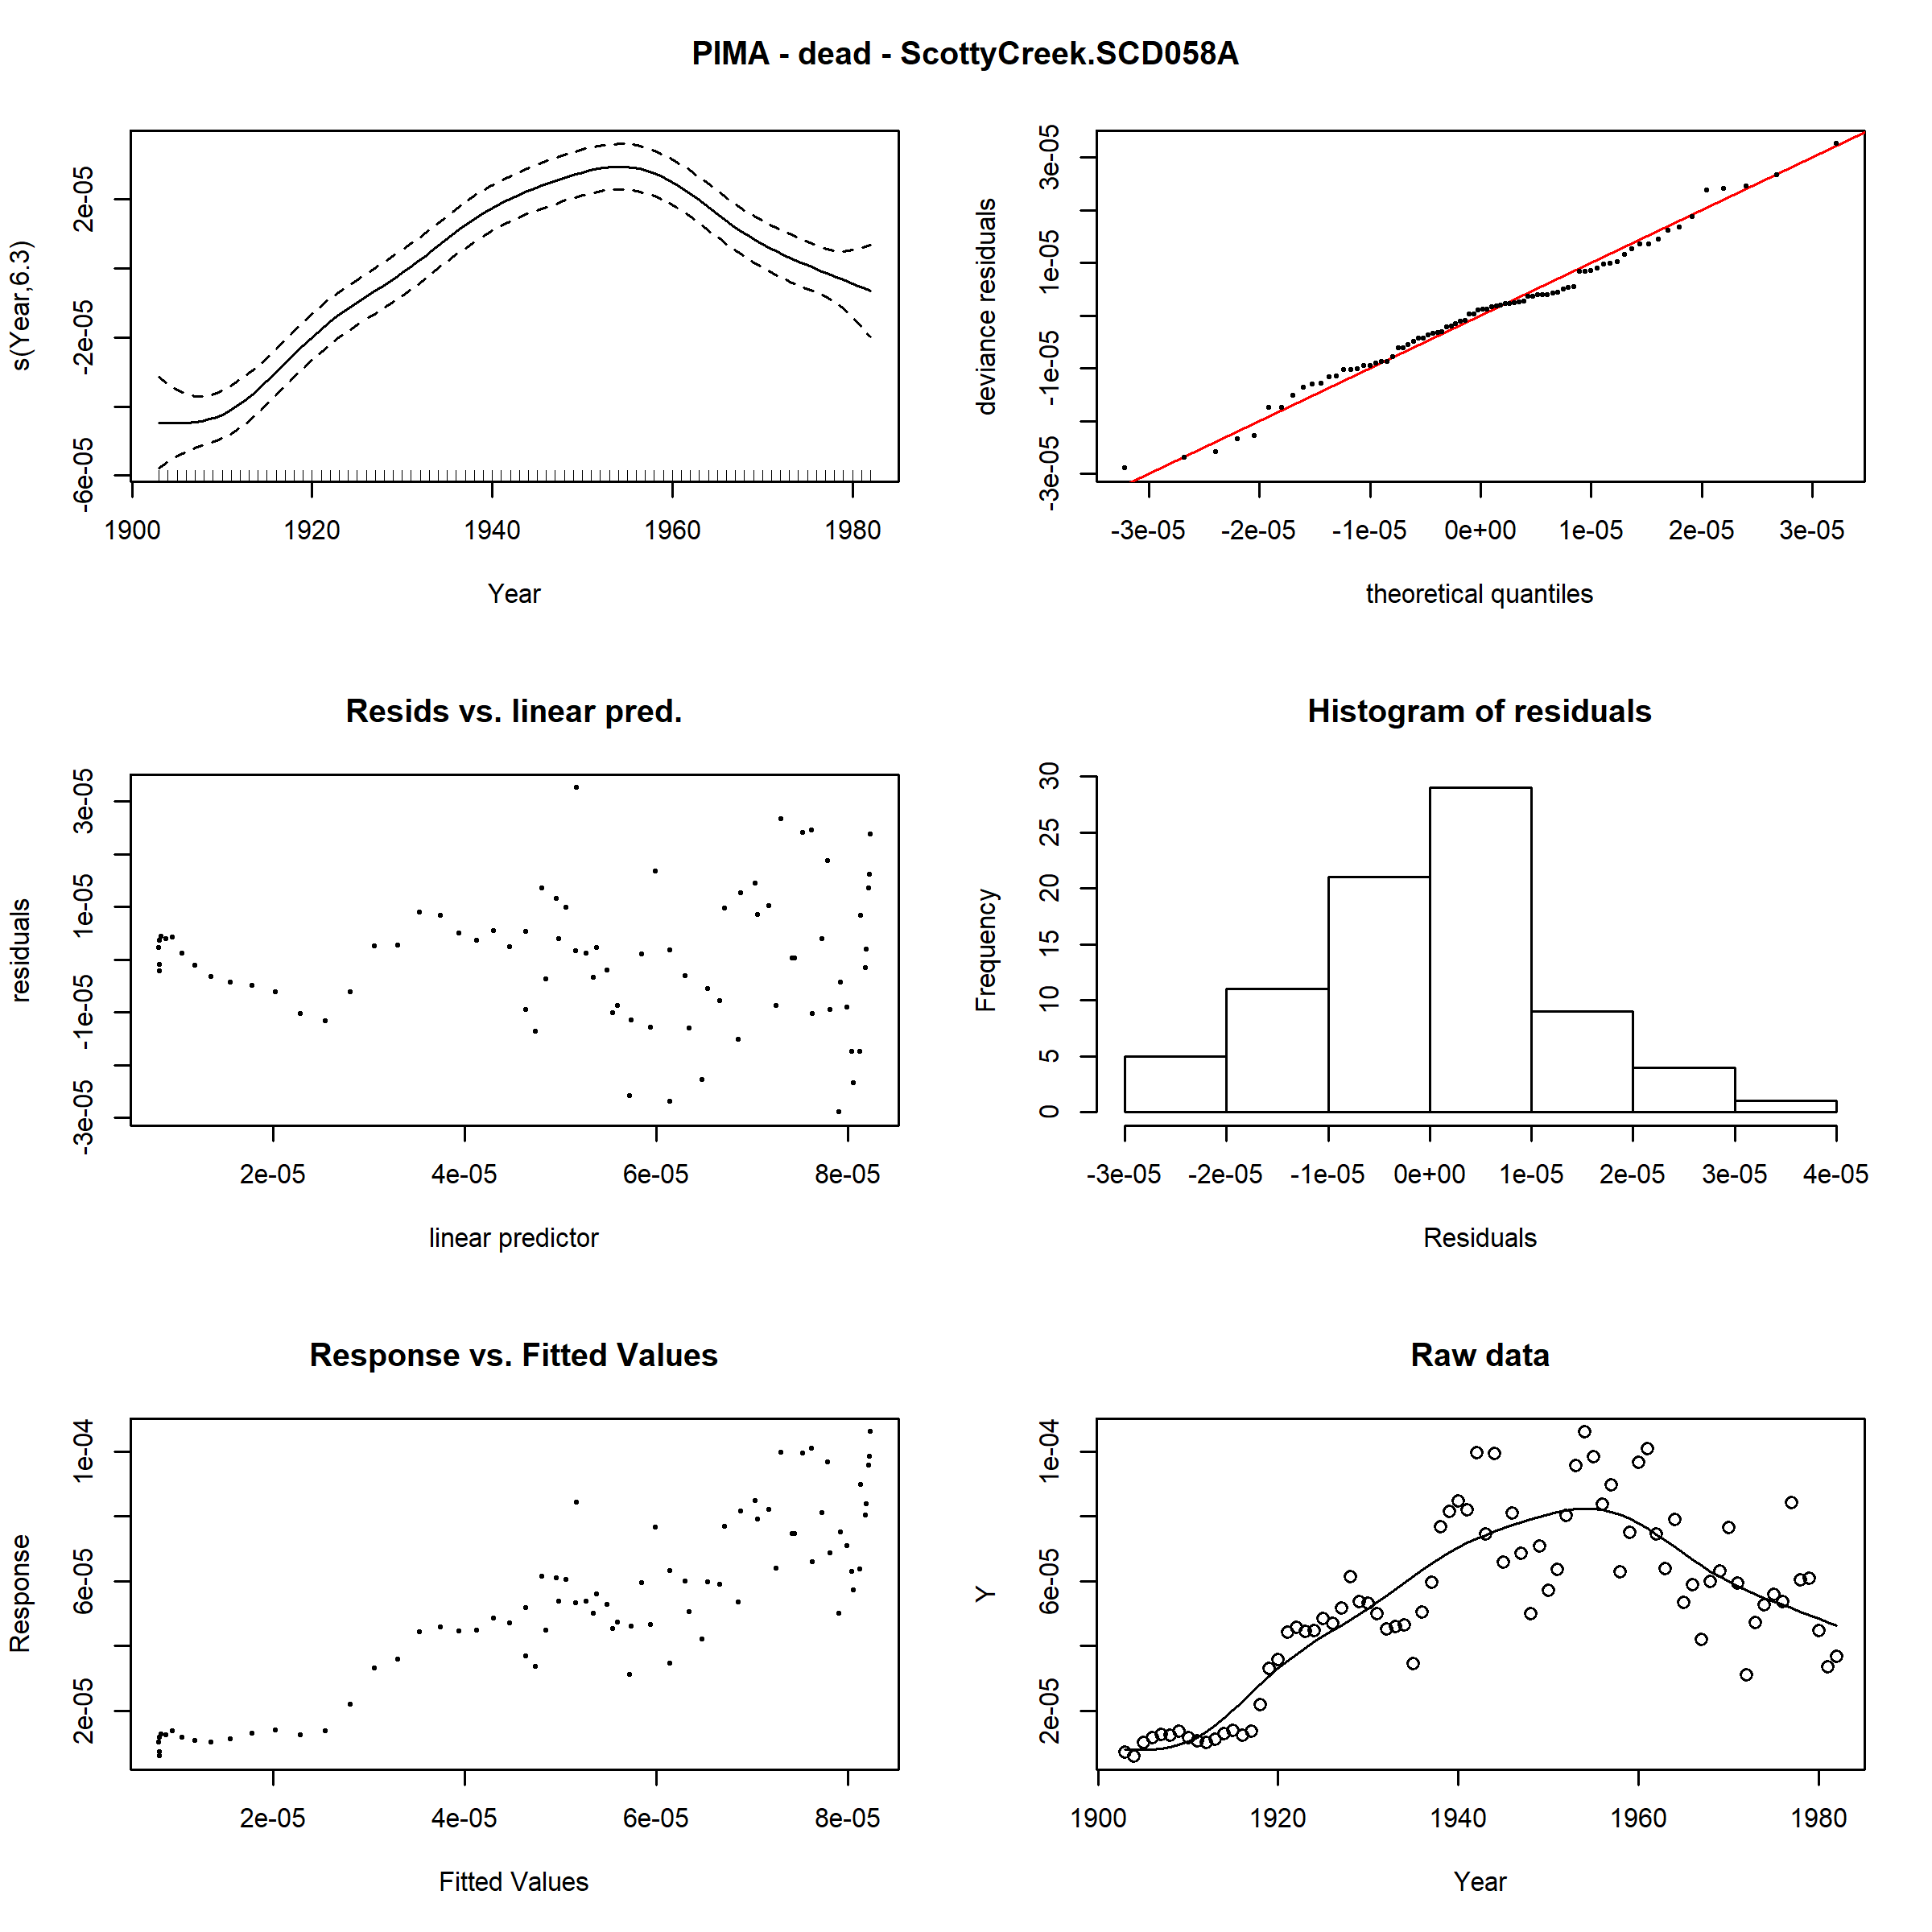 PIMA - dead - ScottyCreek.SCD058A
s(Year,6.3)
-6e-05 -2e-05 2e-05
1900 1920 1940 1960 1980
Year
deviance residuals
-3e-05 -1e-05 1e-05 3e-05
-3e-05 -2e-05 -1e-05 0e+00 1e-05 2e-05 3e-05
theoretical quantiles
Resids vs. linear pred.
residuals
-3e-05 -1e-05 1e-05 3e-05
2e-05 4e-05 6e-05 8e-05
linear predictor
Histogram of residuals
Frequency
0 5 10 15 20 25 30
-3e-05 -2e-05 -1e-05 0e+00 1e-05 2e-05 3e-05 4e-05
Residuals
Response vs. Fitted Values
Response
2e-05 6e-05 1e-04
2e-05 4e-05 6e-05 8e-05
Fitted Values
Raw data
Y
2e-05 6e-05 1e-04
1900 1920 1940 1960 1980
Year